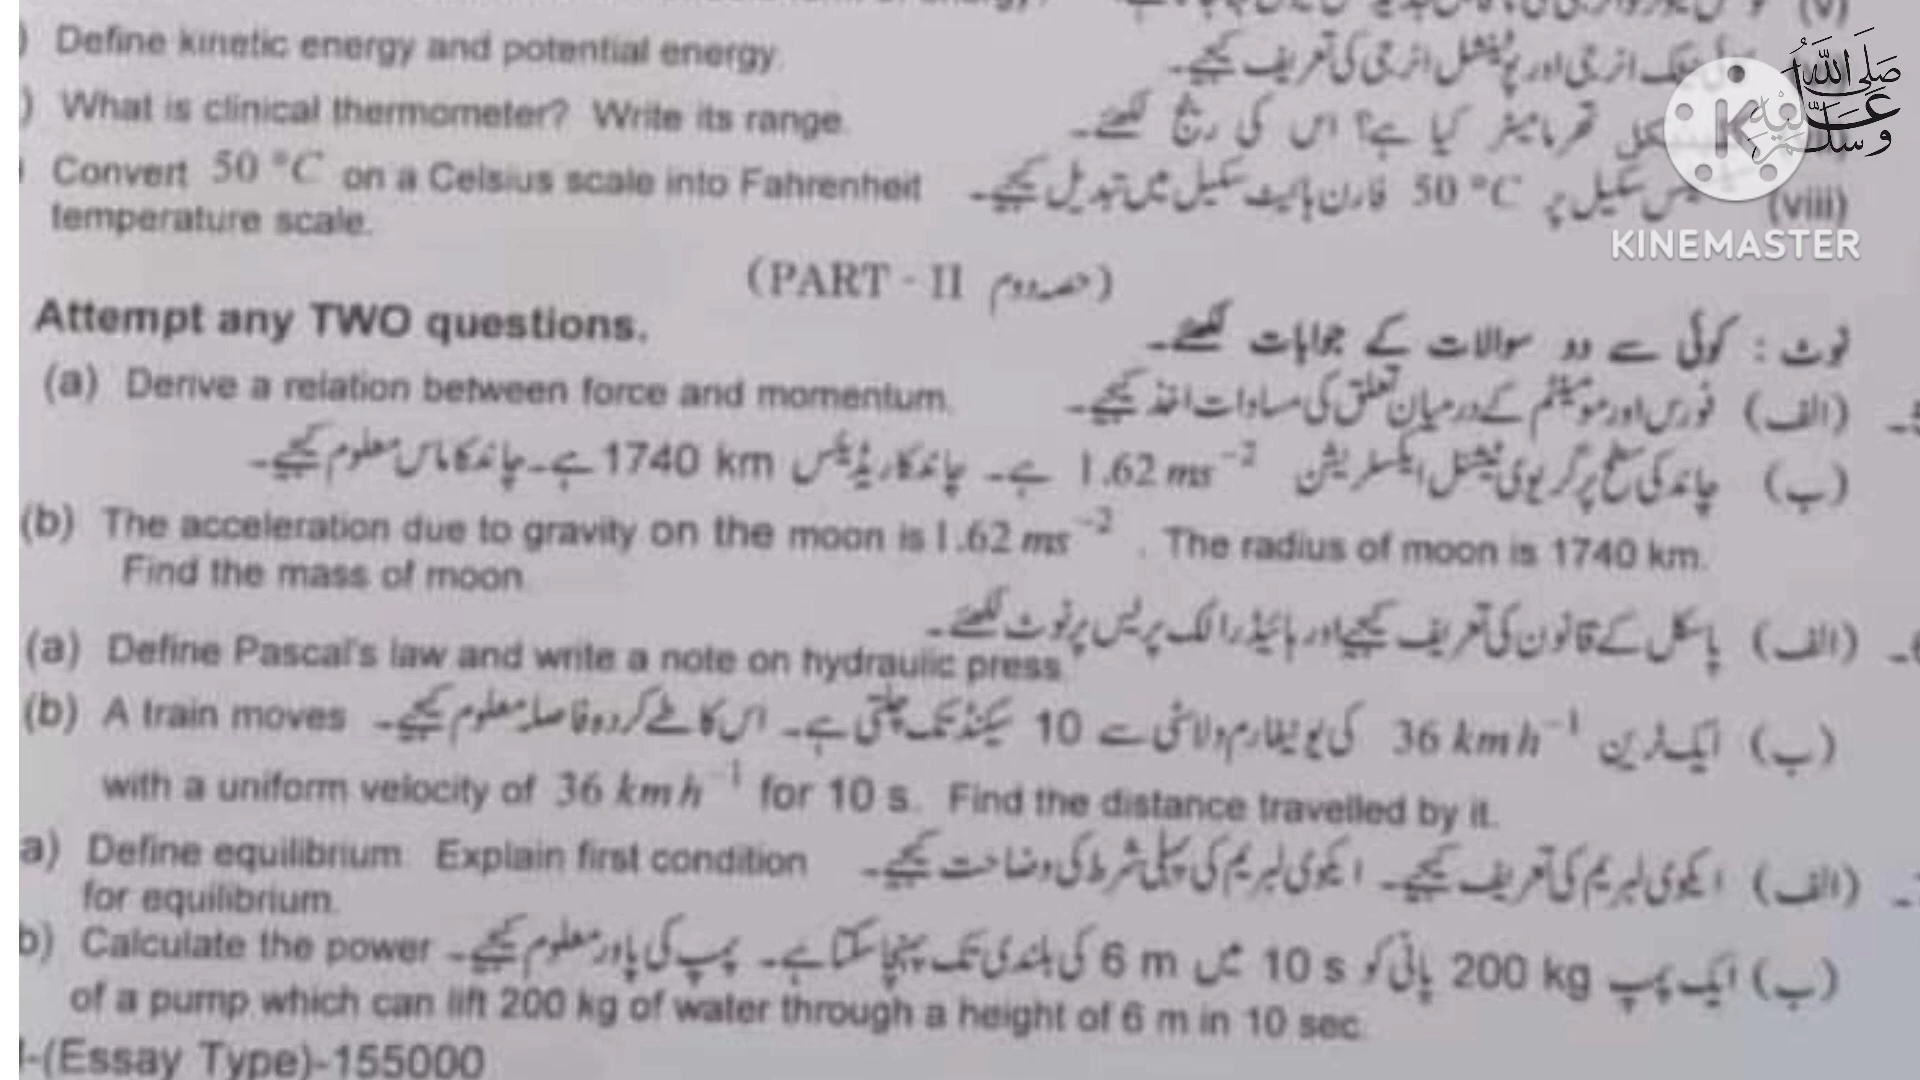 Define kinetic energy and potential energy.
انرجی اور پوٹینشل انرجی کی تعریف کیجیے۔
) What is clinical thermometer? Write its range.
تھرمامیٹر کیا ہے؟ اس کی رینج لکھئے۔
Convert 50 °C on a Celsius scale into Fahrenheit
سکیل پر 50 °C فارن ہائیٹ سکیل میں تبدیل کیجیے۔ (viii)
temperature scale.
صَلَّى اللهُ عَلَيْهِ وَسَلَّم
KINEMASTER
(PART - II حصہ دوم)
Attempt any TWO questions.
نوٹ : کوئی سے دو سوالات کے جوابات لکھئے۔
(a) Derive a relation between force and momentum.
(الف) فورس اور مومینٹم کے درمیان تعلق کی مساوات اخذ کیجیے۔
(ب) چاند کی سطح پر گریوی ٹیشنل ایکسلریشن 1.62 ms⁻² ہے۔ چاند کا ریڈیئس 1740 km ہے۔ چاند کا ماس معلوم کیجیے۔
(b) The acceleration due to gravity on the moon is 1.62 ms⁻² . The radius of moon is 1740 km.
Find the mass of moon.
(الف) پاسکل کے قانون کی تعریف کیجیے اور ہائیڈرالک پریس پر نوٹ لکھئے۔
(a) Define Pascal's law and write a note on hydraulic press.
(b) A train moves
(ب) ایک ٹرین 36 kmh⁻¹ کی یونیفارم ولاسٹی سے 10 سیکنڈ تک چلتی ہے۔ اس کا طے کردہ فاصلہ معلوم کیجیے۔
with a uniform velocity of 36 kmh⁻¹ for 10 s. Find the distance travelled by it.
a) Define equilibrium. Explain first condition
(الف) ایکوی لبریم کی تعریف کیجیے۔ ایکوی لبریم کی پہلی شرط کی وضاحت کیجیے۔
for equilibrium.
b) Calculate the power
(ب) ایک پمپ 200 kg پانی کو 10 s میں 6 m کی بلندی تک پہنچا سکتا ہے۔ پمپ کی پاور معلوم کیجیے۔
of a pump which can lift 200 kg of water through a height of 6 m in 10 sec.
-(Essay Type)-155000